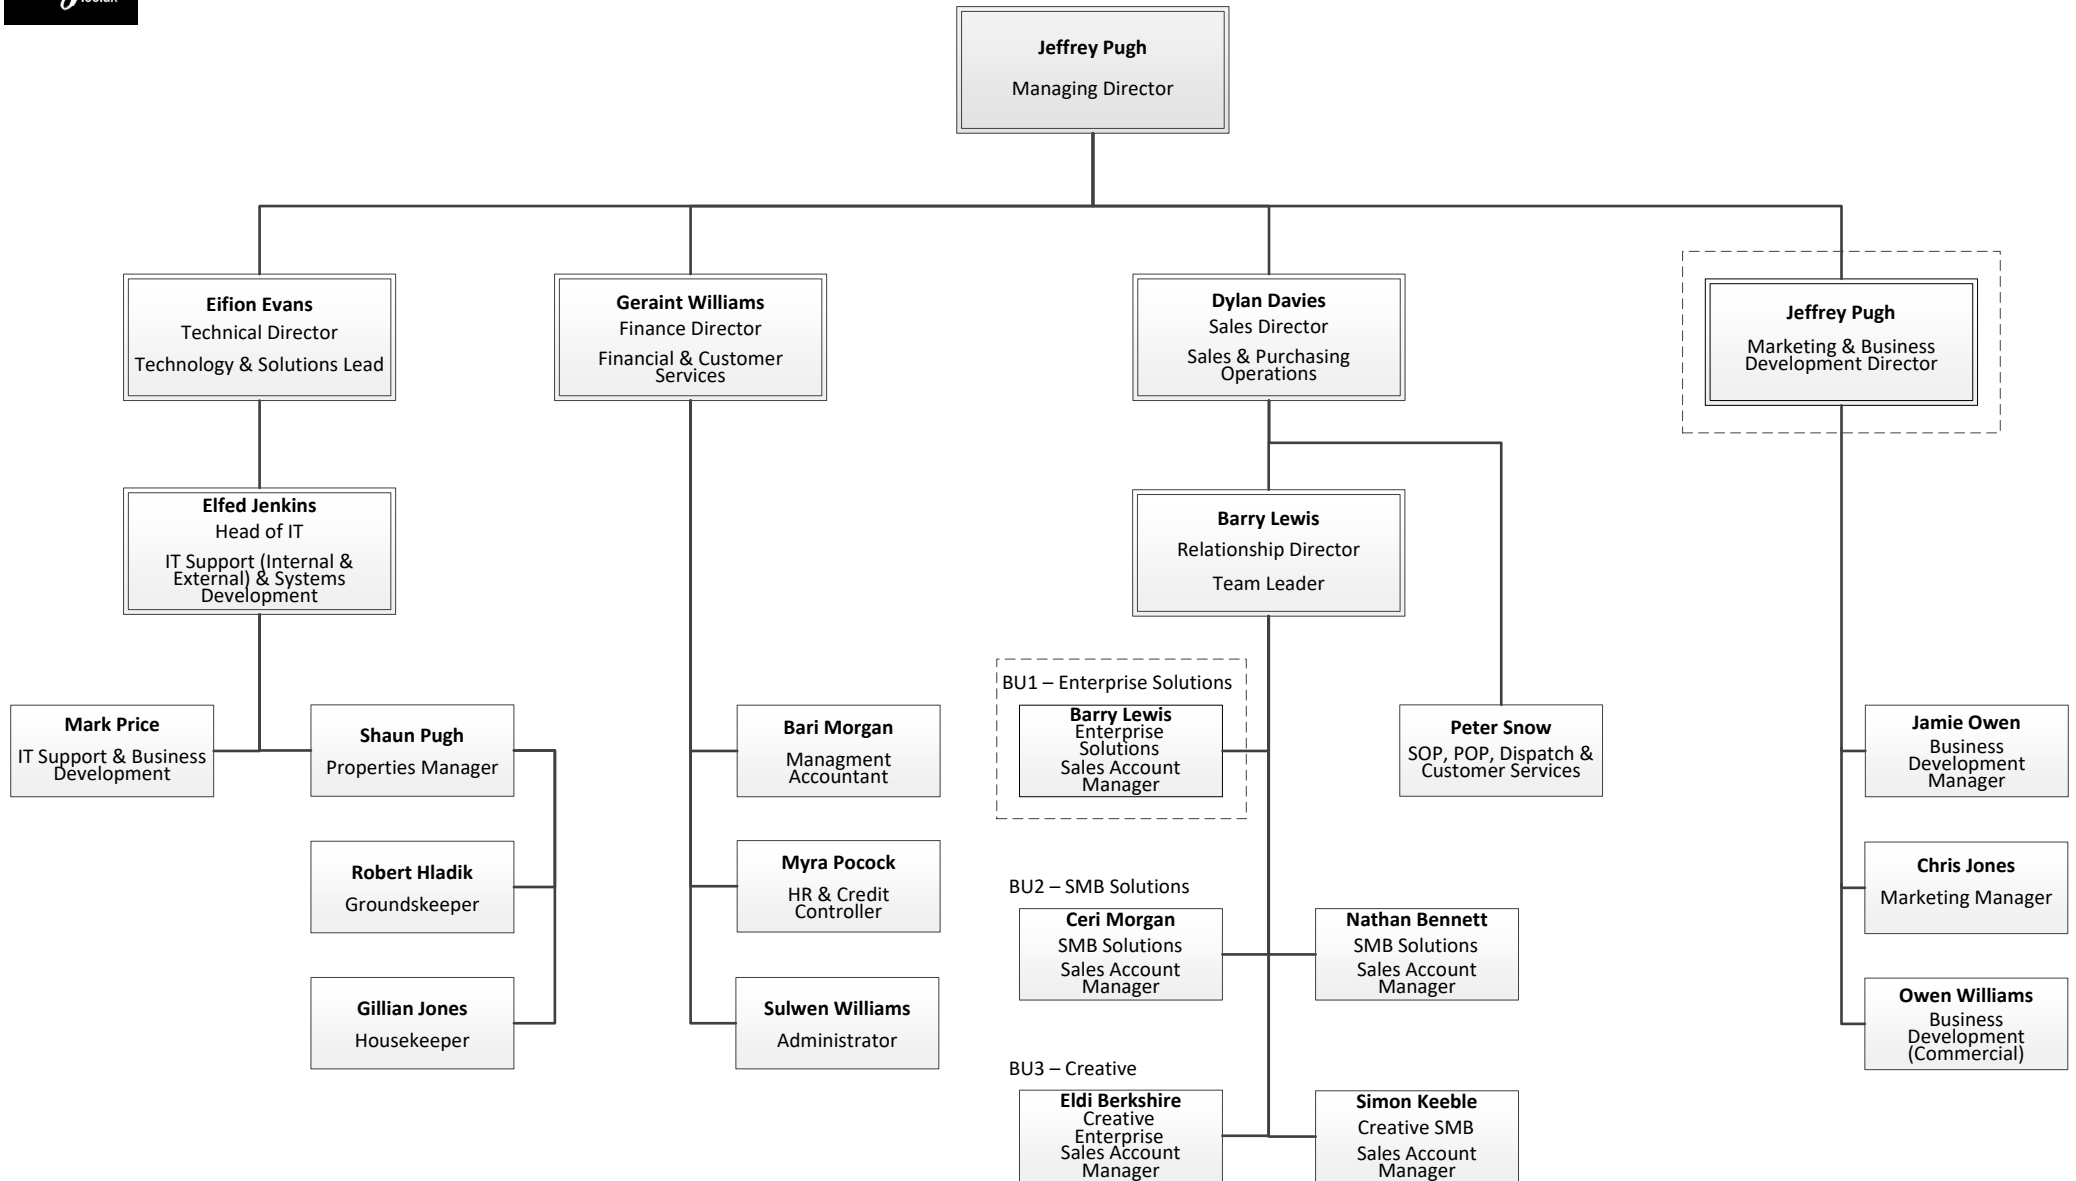 Jeffrey Pugh
Managing Director
Eifion Evans
Technical Director
Technology & Solutions Lead
Geraint Williams
Finance Director
Financial & Customer
Services
Dylan Davies
Sales Director
Sales & Purchasing
Operations
Jeffrey Pugh
Marketing & Business
Development Director
Elfed Jenkins
Head of IT
IT Support (Internal &
External) & Systems
Development
Barry Lewis
Relationship Director
Team Leader
Mark Price
IT Support & Business
Development
Shaun Pugh
Properties Manager
Robert Hladik
Groundskeeper
Gillian Jones
Housekeeper
Bari Morgan
Managment
Accountant
Myra Pocock
HR & Credit
Controller
Sulwen Williams
Administrator
BU1 – Enterprise Solutions
Barry Lewis
Enterprise
Solutions
Sales Account
Manager
Peter Snow
SOP, POP, Dispatch &
Customer Services
BU2 – SMB Solutions
Ceri Morgan
SMB Solutions
Sales Account
Manager
Nathan Bennett
SMB Solutions
Sales Account
Manager
BU3 – Creative
Eldi Berkshire
Creative
Enterprise
Sales Account
Manager
Simon Keeble
Creative SMB
Sales Account
Manager
Jamie Owen
Business
Development
Manager
Chris Jones
Marketing Manager
Owen Williams
Business
Development
(Commercial)